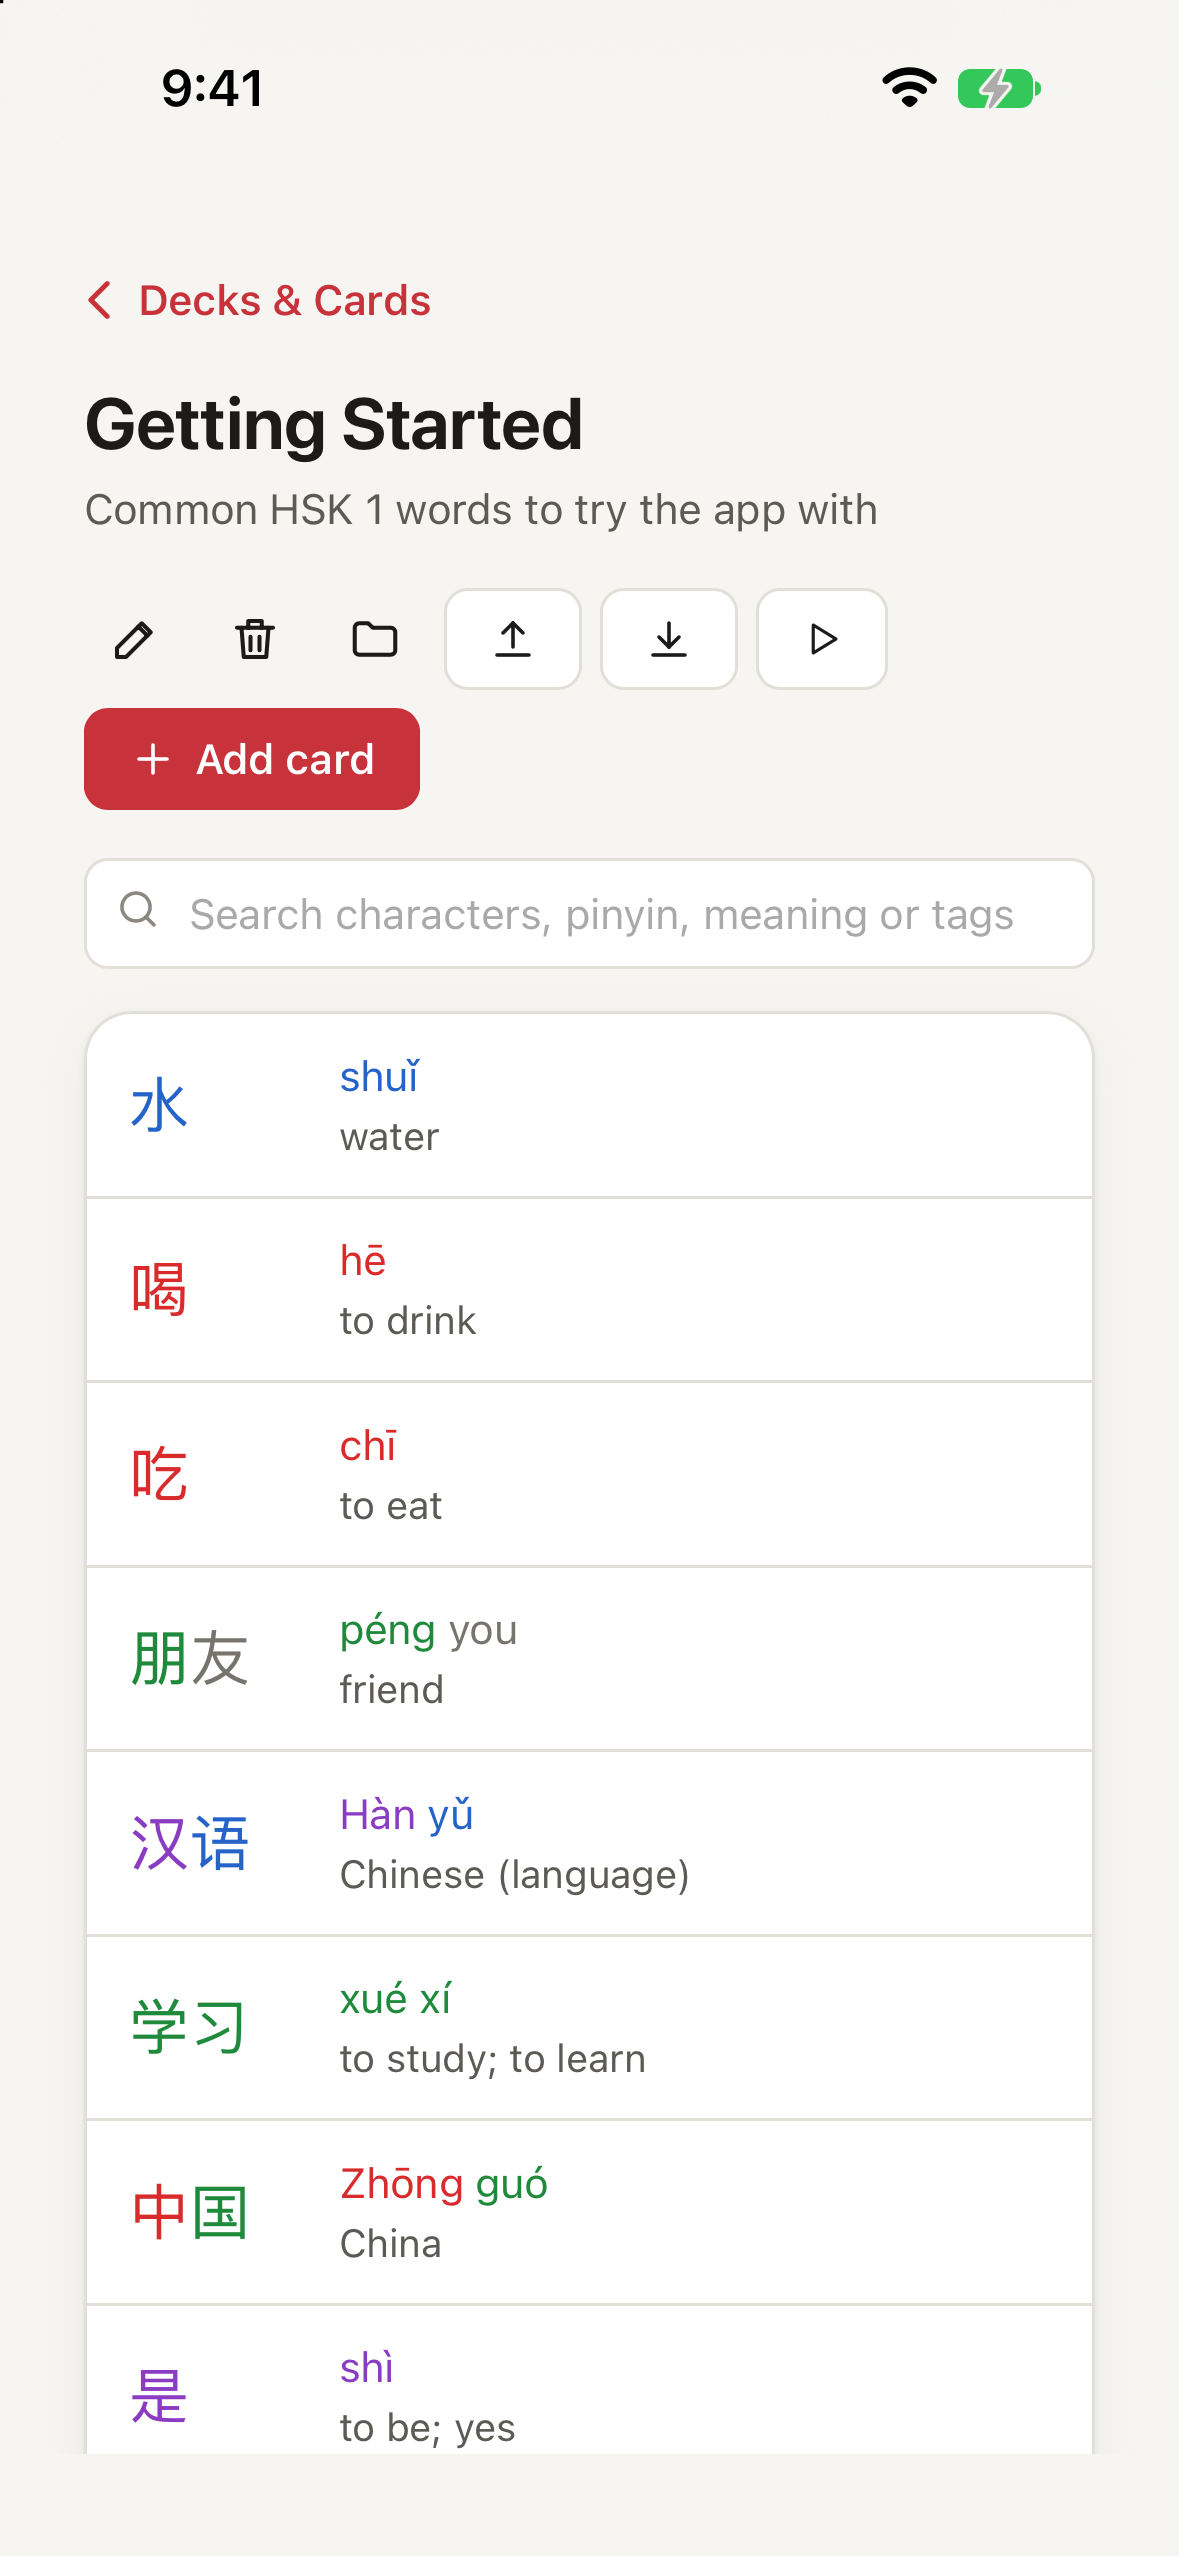 9:41
Decks & Cards
Getting Started
Common HSK 1 words to try the app with
Add card
Search characters, pinyin, meaning or tags
水
shuǐ
water
喝
hē
to drink
吃
chī
to eat
朋友
péng you
friend
汉语
Hàn yǔ
Chinese (language)
学习
xué xí
to study; to learn
中国
Zhōng guó
China
是
shì
to be; yes